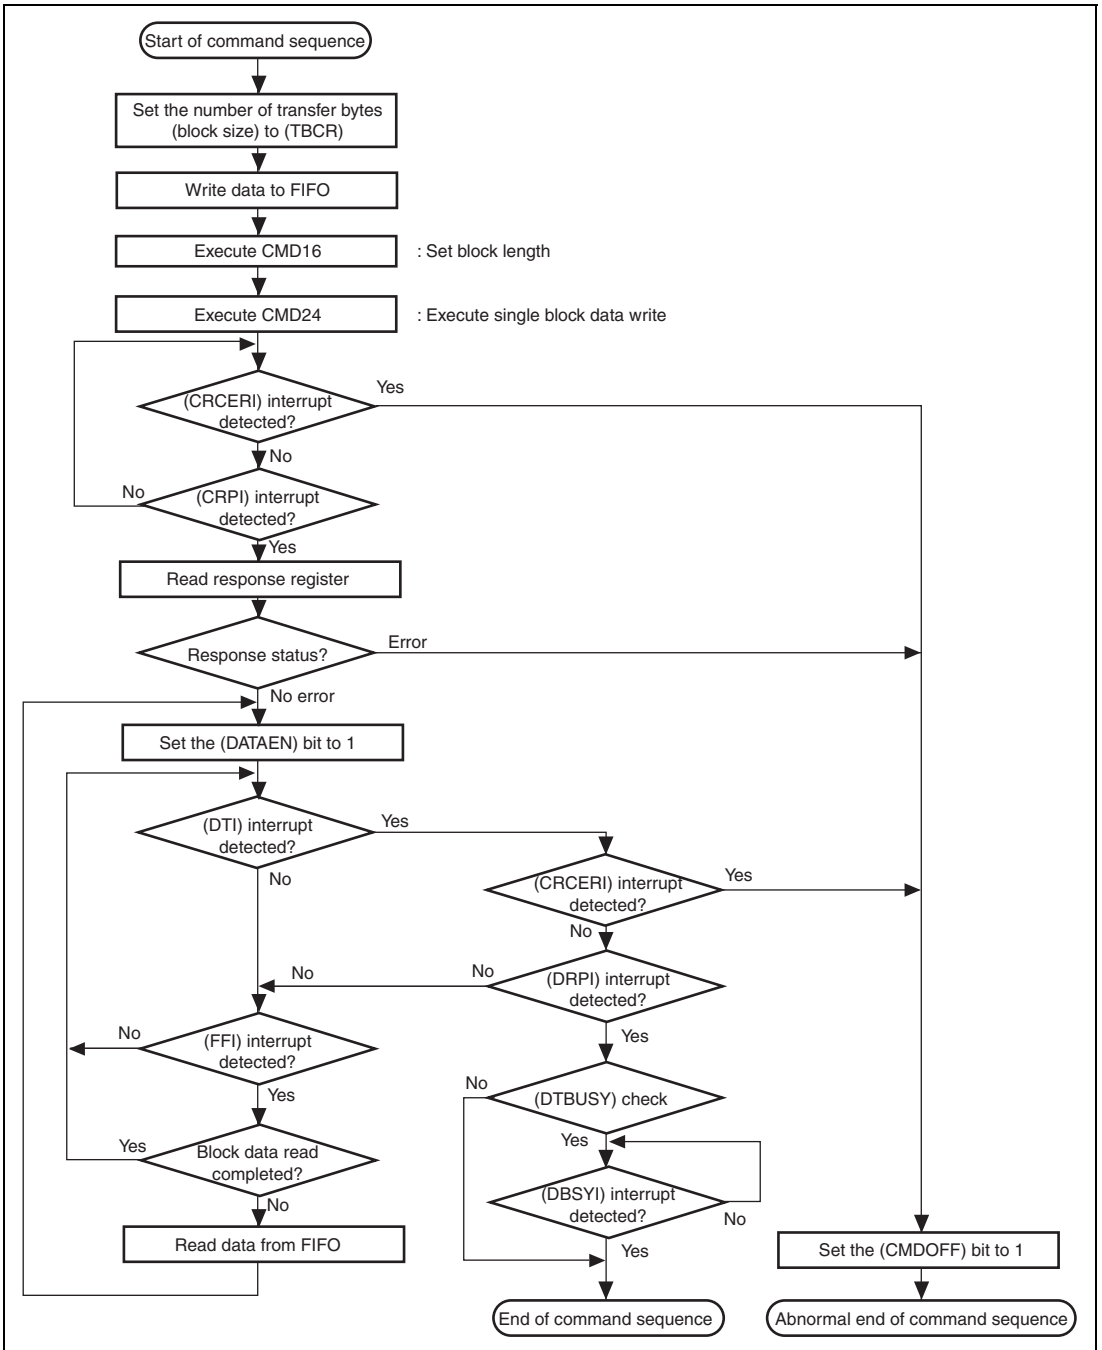 Start of command sequence
Set the number of transfer bytes
(block size) to (TBCR)
Write data to FIFO
Execute CMD16
: Set block length
Execute CMD24
: Execute single block data write
(CRCERI) interrupt
detected?
Yes
No
(CRPI) interrupt
detected?
No
Yes
Read response register
Response status?
Error
No error
Set the (DATAEN) bit to 1
(DTI) interrupt
detected?
Yes
No
(CRCERI) interrupt
detected?
Yes
No
(DRPI) interrupt
detected?
No
No
Yes
(FFI) interrupt
detected?
No
Yes
(DTBUSY) check
No
Yes
Block data read
completed?
Yes
No
(DBSYI) interrupt
detected?
No
Yes
Read data from FIFO
Set the (CMDOFF) bit to 1
End of command sequence
Abnormal end of command sequence